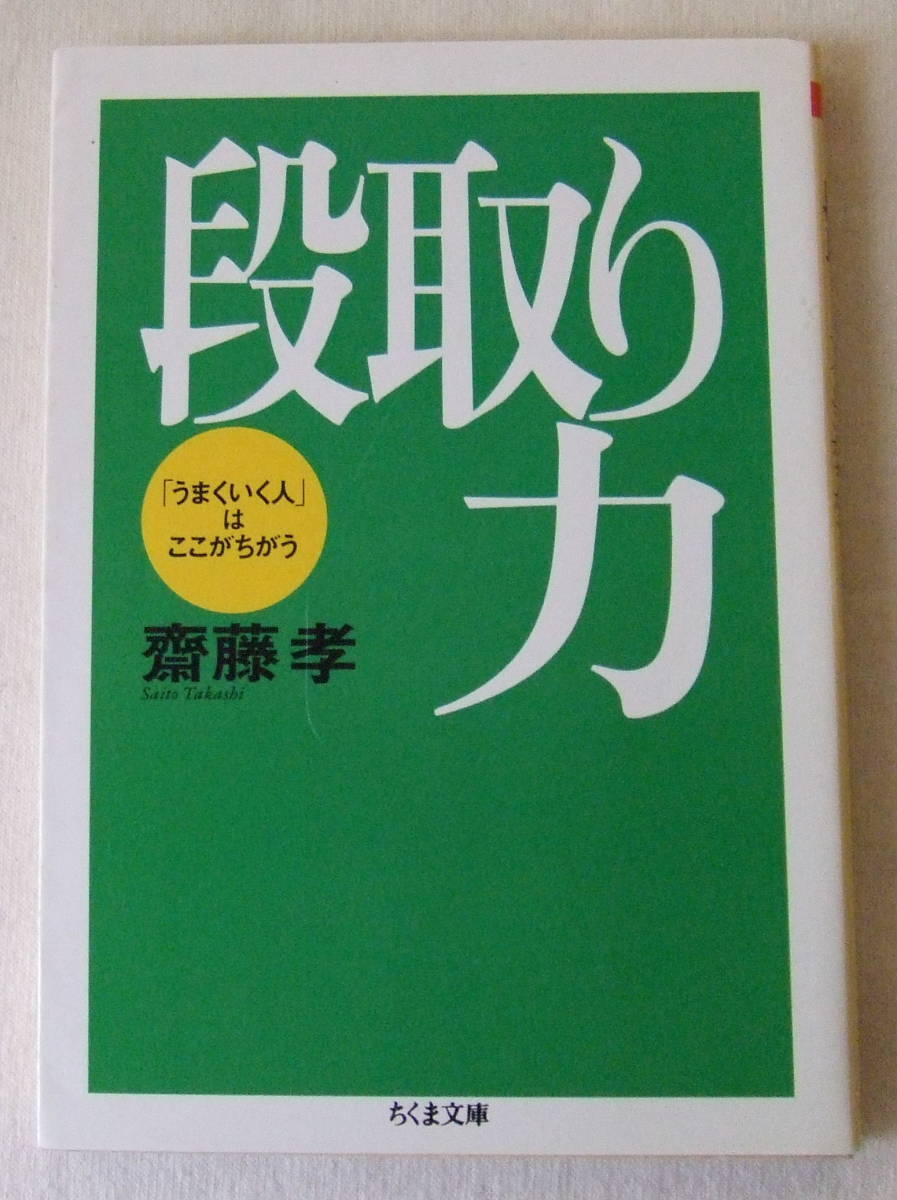 段取り
力
「うまくいく人」
は
ここがちがう
齋藤孝
Saito Takashi
ちくま文庫